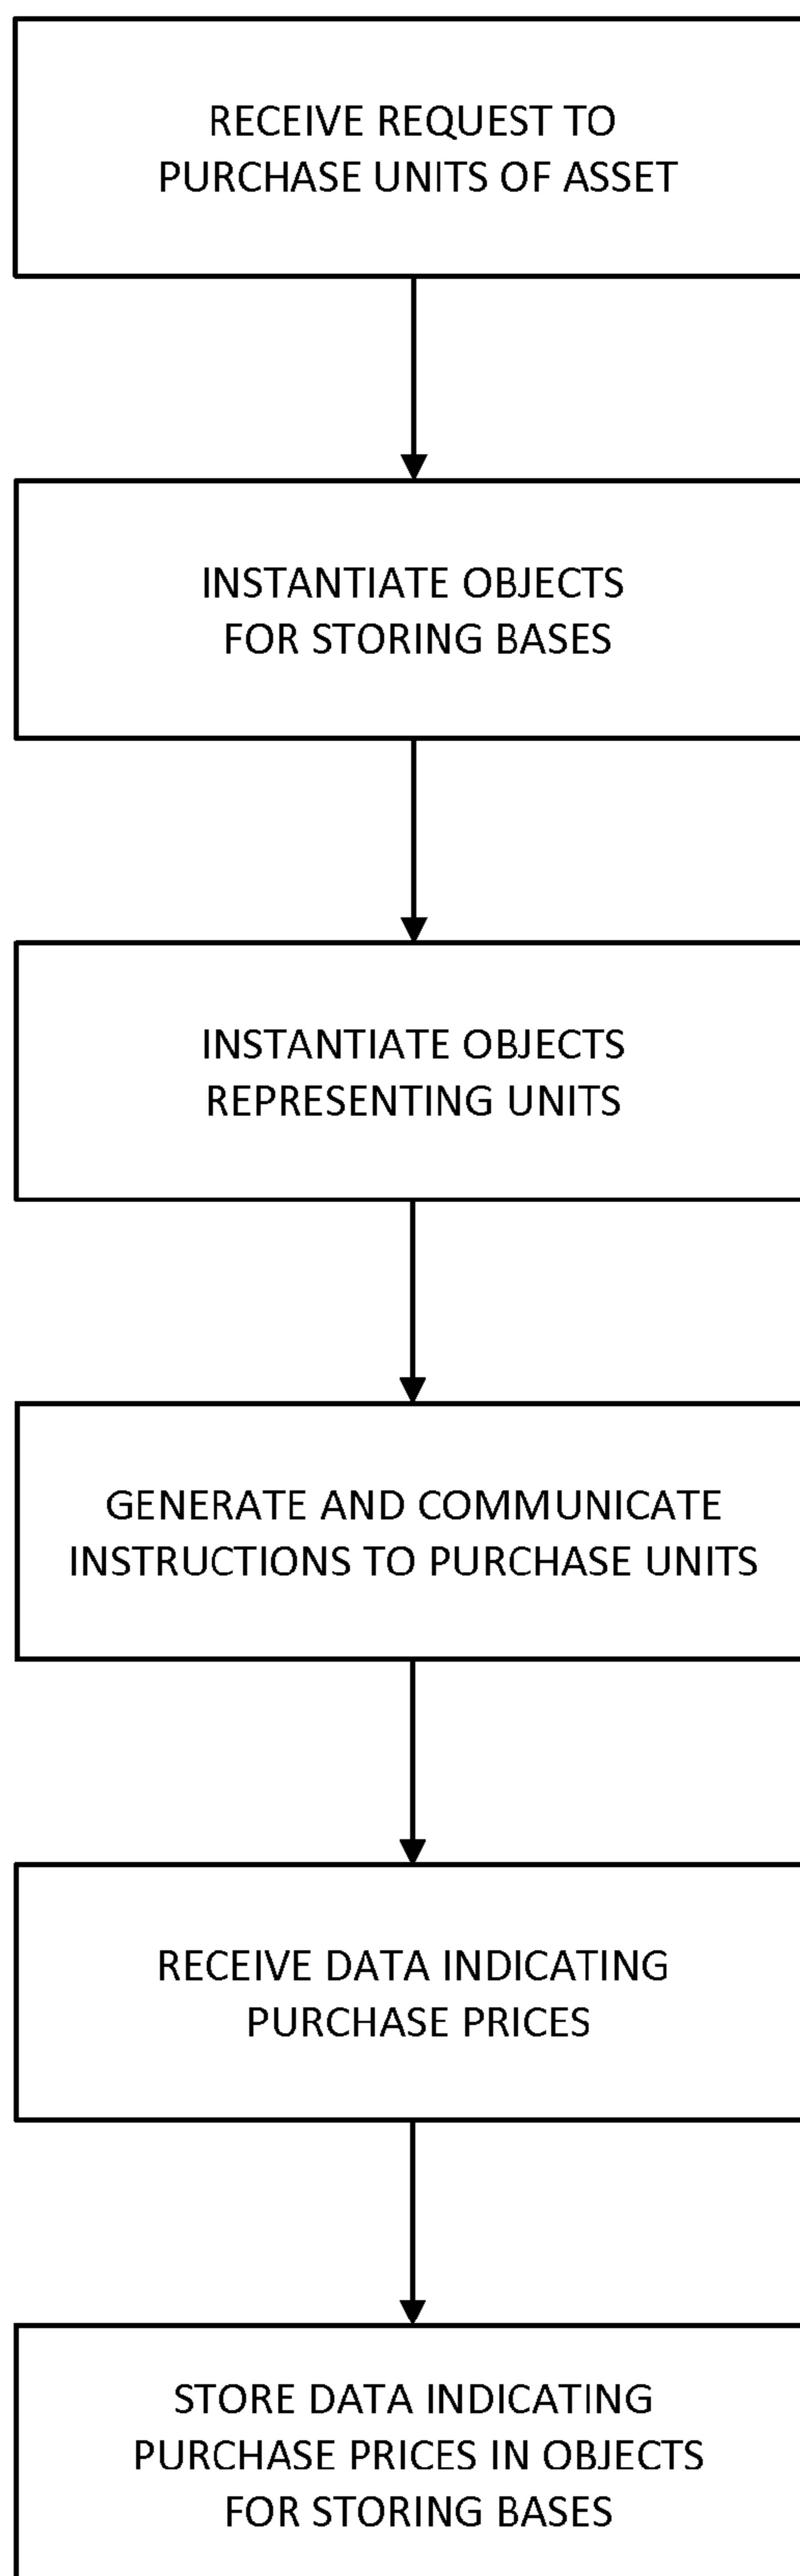 RECEIVE REQUEST TO
PURCHASE UNITS OF ASSET
INSTANTIATE OBJECTS
FOR STORING BASES
INSTANTIATE OBJECTS
REPRESENTING UNITS
GENERATE AND COMMUNICATE
INSTRUCTIONS TO PURCHASE UNITS
RECEIVE DATA INDICATING
PURCHASE PRICES
STORE DATA INDICATING
PURCHASE PRICES IN OBJECTS
FOR STORING BASES